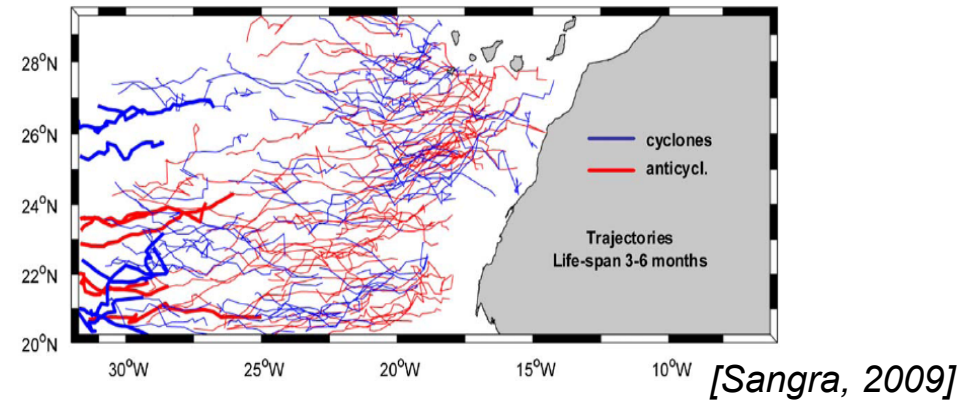 28°N
26°N
24°N
22°N
20°N
cyclones
anticycl.
Trajectories
Life-span 3-6 months
30°W 25°W 20°W 15°W 10°W
[Sangra, 2009]